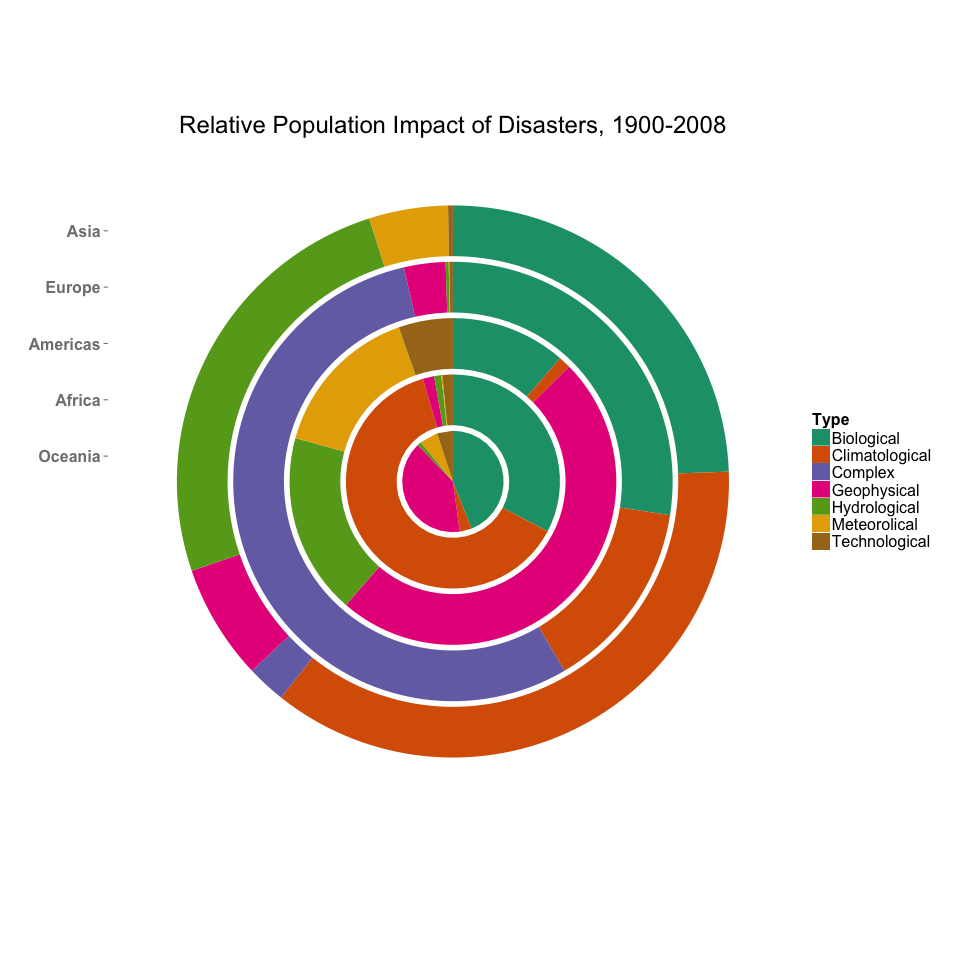 Relative Population Impact of Disasters, 1900-2008
Asia
Europe
Americas
Africa
Oceania
Type
Biological
Climatological
Complex
Geophysical
Hydrological
Meteorolical
Technological